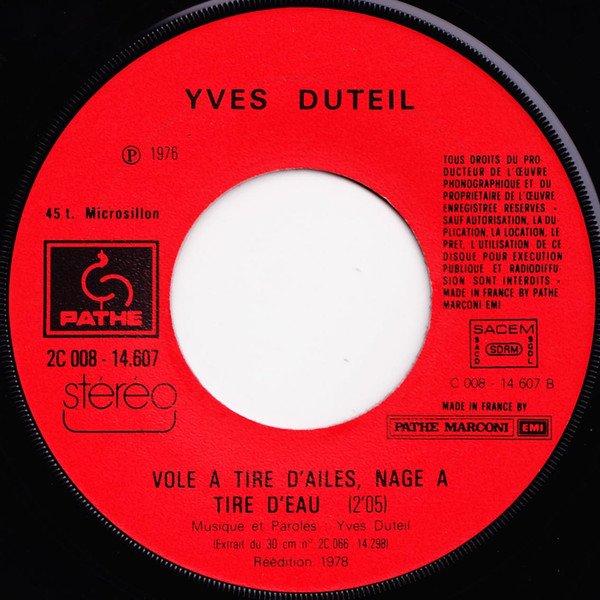 YVES DUTEIL
Ⓟ 1976
45 t. Microsillon
PATHE
2C 008 - 14.607
stéréo
TOUS DROITS DU PRO-
DUCTEUR DE L'ŒUVRE
PHONOGRAPHIQUE ET DU
PROPRIETAIRE DE L'ŒUVRE
ENREGISTREE RESERVES -
SAUF AUTORISATION, LA DU-
PLICATION, LA LOCATION, LE
PRET, L'UTILISATION DE CE
DISQUE POUR EXECUTION
PUBLIQUE ET RADIODIFFU-
SION SONT INTERDITS -
MADE IN FRANCE BY PATHE
MARCONI EMI
SACEM
SACD SDRM SGDL
C 008 - 14.607 B
MADE IN FRANCE BY
PATHE MARCONI EMI
VOLE A TIRE D'AILES, NAGE A
TIRE D'EAU (2'05)
Musique et Paroles : Yves Duteil
(Extrait du 30 cm n° 2C 066 - 14.298)
Réédition 1978